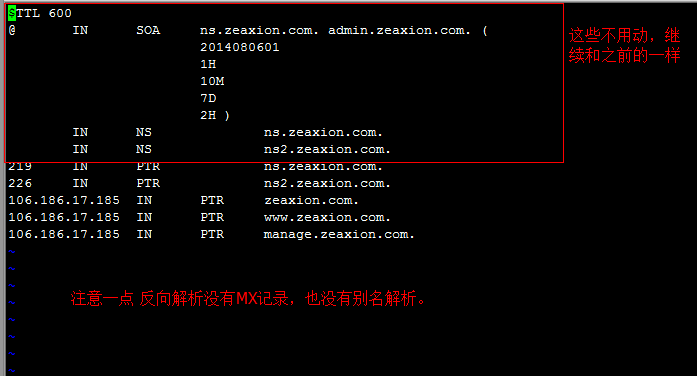 $TTL 600
@ IN SOA ns.zeaxion.com. admin.zeaxion.com. (
2014080601
1H
10M
7D
2H )
IN NS ns.zeaxion.com.
IN NS ns2.zeaxion.com.
219 IN PTR ns.zeaxion.com.
226 IN PTR ns2.zeaxion.com.
106.186.17.185 IN PTR zeaxion.com.
106.186.17.185 IN PTR www.zeaxion.com.
106.186.17.185 IN PTR manage.zeaxion.com.
~
~
~
~
~
~
~
~
这些不用动，继
续和之前的一样
注意一点 反向解析没有MX记录，也没有别名解析。